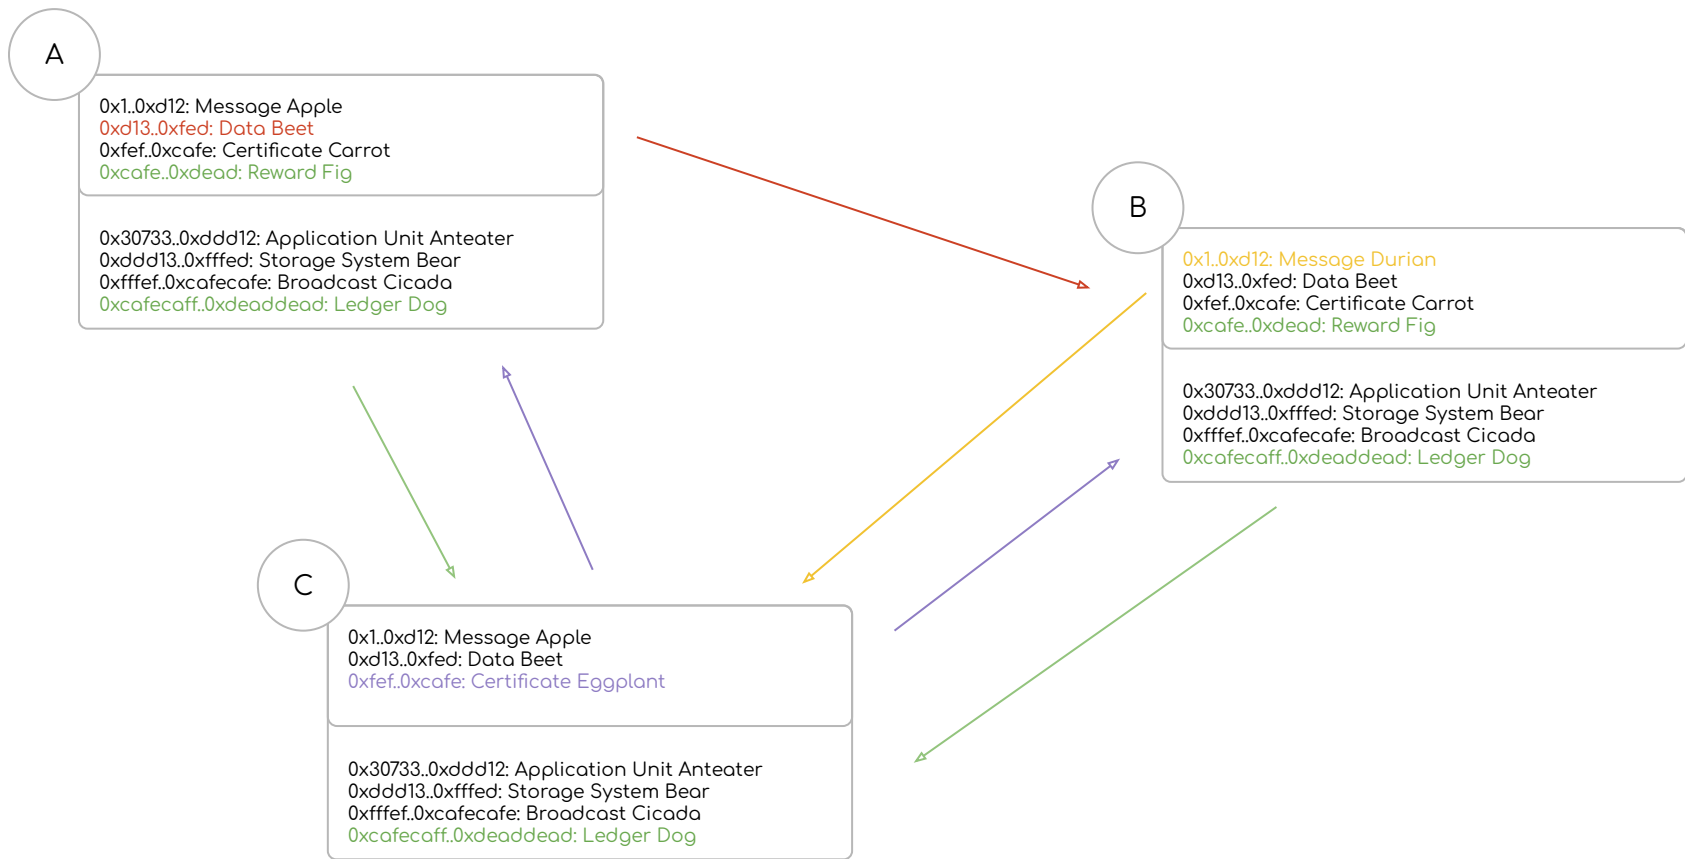 A
0x1..0xd12: Message Apple
0xd13..0xfed: Data Beet
0xfef..0xcafe: Certificate Carrot
0xcafe..0xdead: Reward Fig
0x30733..0xddd12: Application Unit Anteater
0xddd13..0xfffed: Storage System Bear
0xfffef..0xcafecafe: Broadcast Cicada
0xcafecaff..0xdeaddead: Ledger Dog
B
0x1..0xd12: Message Durian
0xd13..0xfed: Data Beet
0xfef..0xcafe: Certificate Carrot
0xcafe..0xdead: Reward Fig
0x30733..0xddd12: Application Unit Anteater
0xddd13..0xfffed: Storage System Bear
0xfffef..0xcafecafe: Broadcast Cicada
0xcafecaff..0xdeaddead: Ledger Dog
C
0x1..0xd12: Message Apple
0xd13..0xfed: Data Beet
0xfef..0xcafe: Certificate Eggplant
0x30733..0xddd12: Application Unit Anteater
0xddd13..0xfffed: Storage System Bear
0xfffef..0xcafecafe: Broadcast Cicada
0xcafecaff..0xdeaddead: Ledger Dog